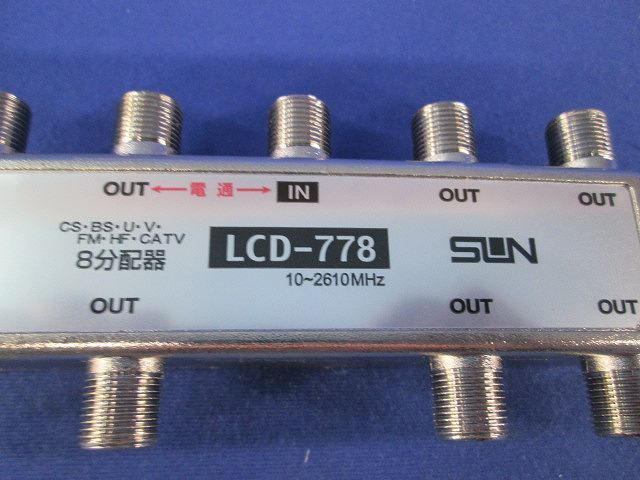 OUT 電通 IN OUT OUT
CS・BS・U・V・
FM・HF・CATV
8分配器
LCD-778
10~2610MHz
SUN
OUT OUT OUT